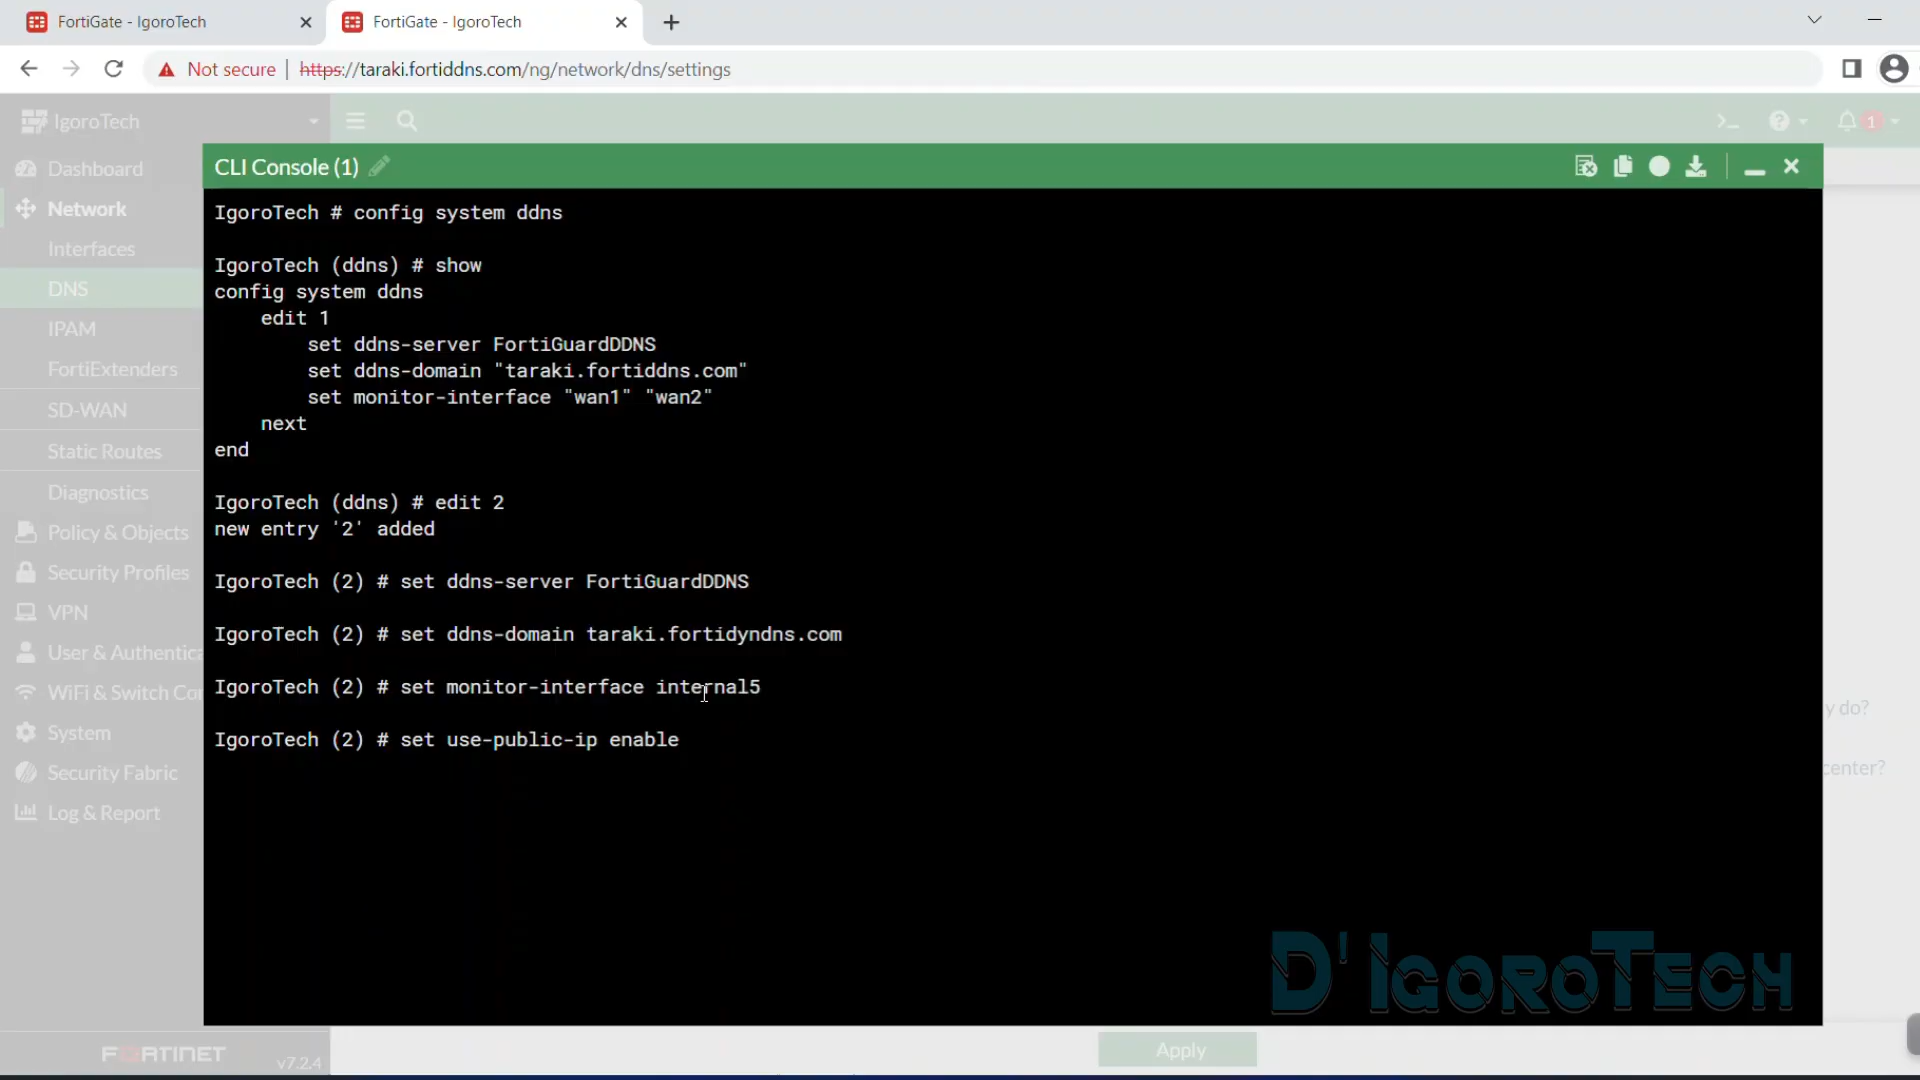 FortiGate - IgoroTech
FortiGate - IgoroTech
Not secure | https://taraki.fortiddns.com/ng/network/dns/settings
IgoroTech
1
CLI Console (1)
Dashboard
Network
Interfaces
DNS
IPAM
FortiExtenders
SD-WAN
Static Routes
Diagnostics
Policy & Objects
Security Profiles
VPN
User & Authentica
WiFi & Switch Con
System
Security Fabric
Log & Report
FORTINET
v7.2.4
IgoroTech # config system ddns
IgoroTech (ddns) # show
config system ddns
    edit 1
        set ddns-server FortiGuardDDNS
        set ddns-domain "taraki.fortiddns.com"
        set monitor-interface "wan1" "wan2"
    next
end
IgoroTech (ddns) # edit 2
new entry '2' added
IgoroTech (2) # set ddns-server FortiGuardDDNS
IgoroTech (2) # set ddns-domain taraki.fortidyndns.com
IgoroTech (2) # set monitor-interface internal5
IgoroTech (2) # set use-public-ip enable
y do?
center?
D'IGOROTECH
Apply